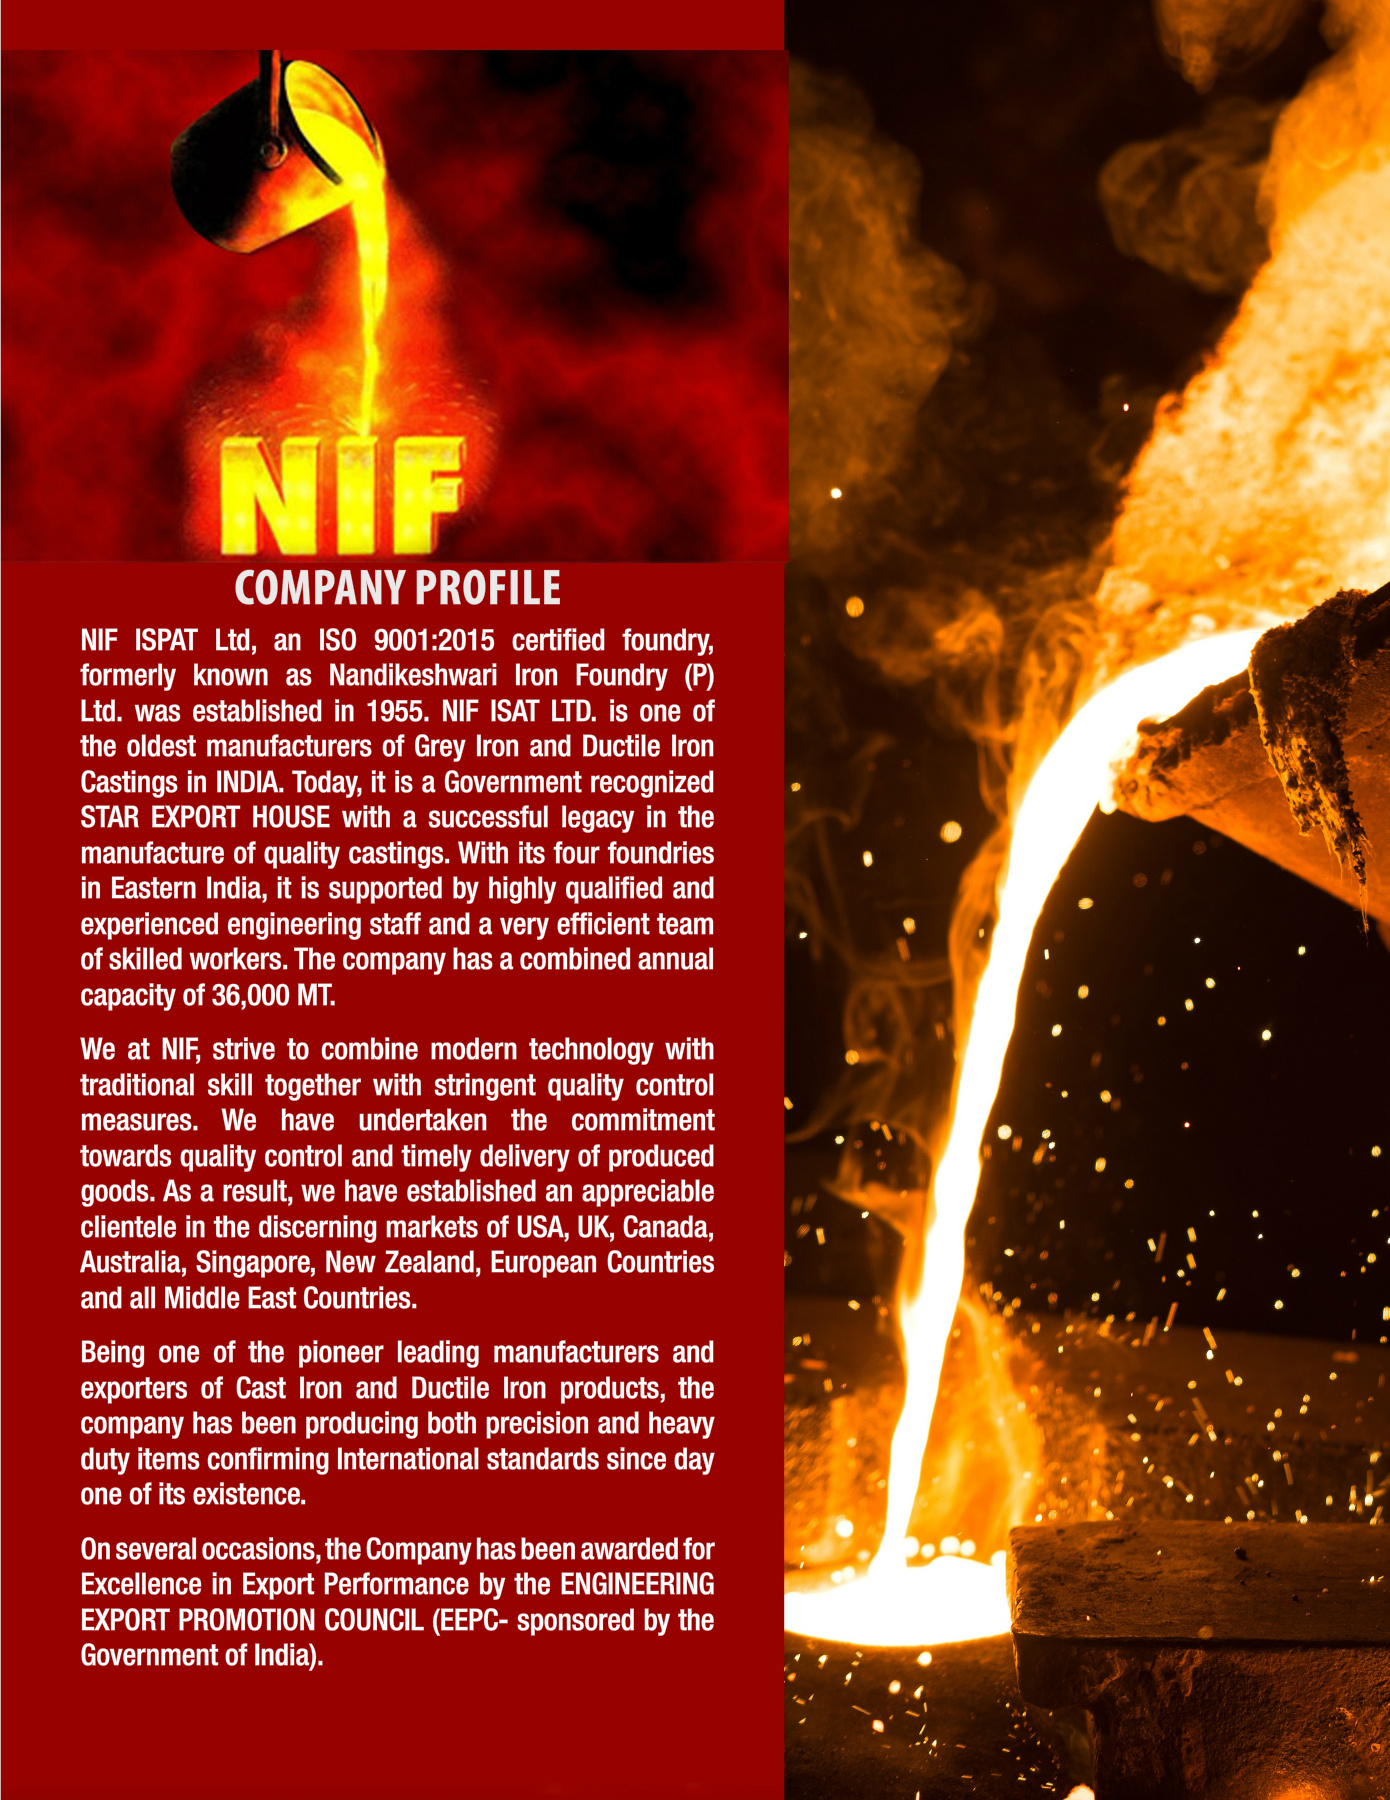 NIF
COMPANY PROFILE
NIF ISPAT Ltd, an ISO 9001:2015 certified foundry,
formerly known as Nandikeshwari Iron Foundry (P)
Ltd. was established in 1955. NIF ISAT LTD. is one of
the oldest manufacturers of Grey Iron and Ductile Iron
Castings in INDIA. Today, it is a Government recognized
STAR EXPORT HOUSE with a successful legacy in the
manufacture of quality castings. With its four foundries
in Eastern India, it is supported by highly qualified and
experienced engineering staff and a very efficient team
of skilled workers. The company has a combined annual
capacity of 36,000 MT.
We at NIF, strive to combine modern technology with
traditional skill together with stringent quality control
measures. We have undertaken the commitment
towards quality control and timely delivery of produced
goods. As a result, we have established an appreciable
clientele in the discerning markets of USA, UK, Canada,
Australia, Singapore, New Zealand, European Countries
and all Middle East Countries.
Being one of the pioneer leading manufacturers and
exporters of Cast Iron and Ductile Iron products, the
company has been producing both precision and heavy
duty items confirming International standards since day
one of its existence.
On several occasions, the Company has been awarded for
Excellence in Export Performance by the ENGINEERING
EXPORT PROMOTION COUNCIL (EEPC- sponsored by the
Government of India).